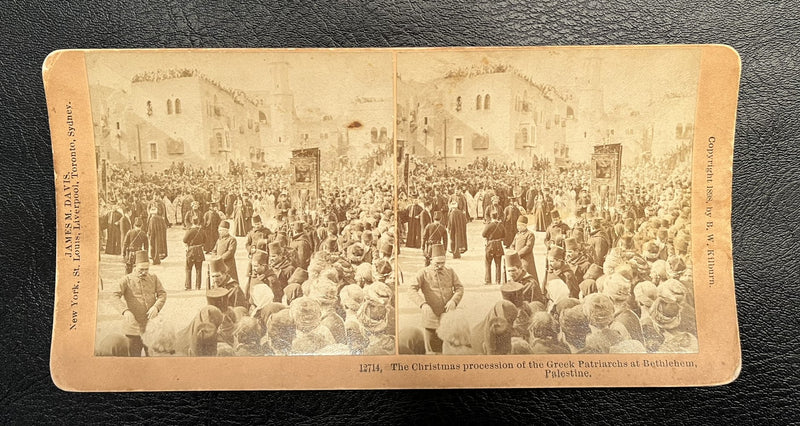 JAMES M. DAVIS.
New York, St. Louis, Liverpool, Toronto, Sydney.
Copyright 1898, by B. W. Kilburn.
12714, The Christmas procession of the Greek Patriarchs at Bethlehem,
Palestine.